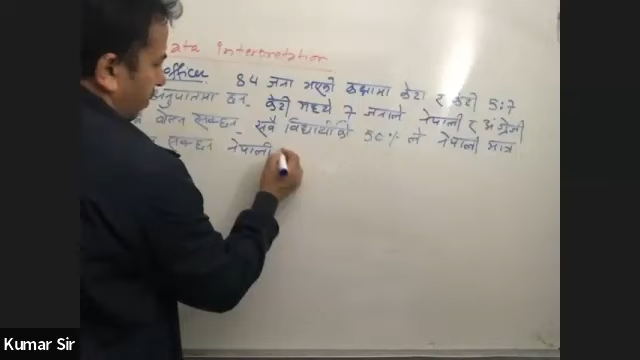 ata interpretation
officer 84 जना भएको कक्षामा केटा र केटी 5:7
अनुपातमा छन्. केटी मध्ये 7 जनाले नेपाली र अंग्रेजी
बोल्न सक्छन् - सबै विद्यार्थीको 50% ले नेपाली मात्र
सक्छन् नेपाली
Kumar Sir